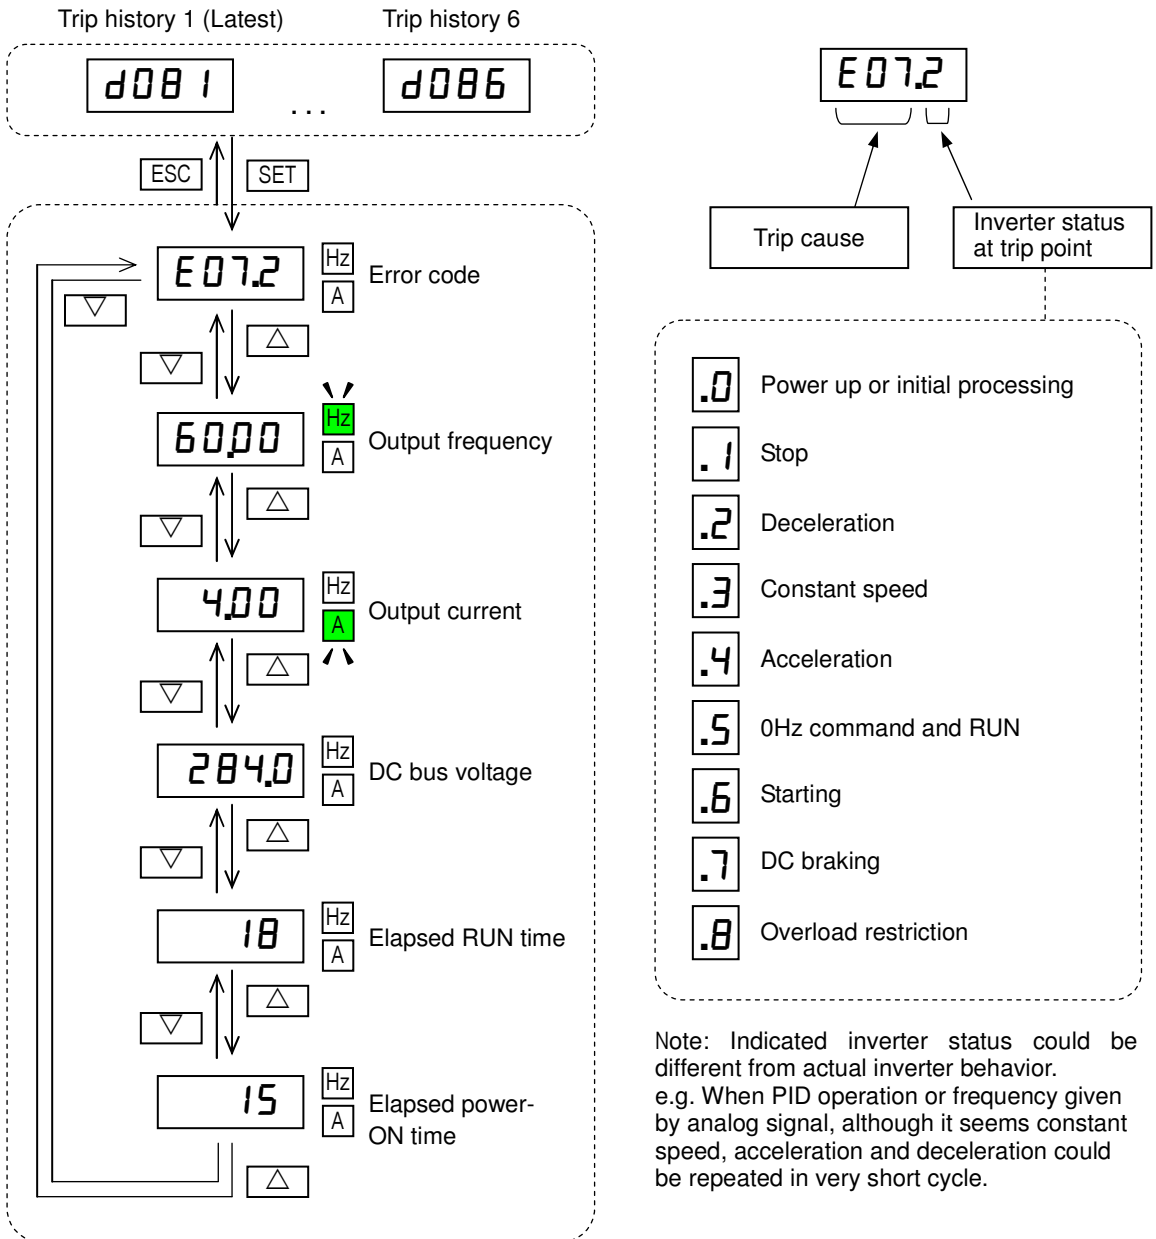 Trip history 1 (Latest)
Trip history 6
d081
...
d086
ESC
SET
E07.2
Hz
A
Error code
60.00
Hz
A
Output frequency
4.00
Hz
A
Output current
284.0
Hz
A
DC bus voltage
18
Hz
A
Elapsed RUN time
15
Hz
A
Elapsed power-
ON time
E07.2
Trip cause
Inverter status
at trip point
.0 Power up or initial processing
.1 Stop
.2 Deceleration
.3 Constant speed
.4 Acceleration
.5 0Hz command and RUN
.6 Starting
.7 DC braking
.8 Overload restriction
Note: Indicated inverter status could be
different from actual inverter behavior.
e.g. When PID operation or frequency given
by analog signal, although it seems constant
speed, acceleration and deceleration could
be repeated in very short cycle.